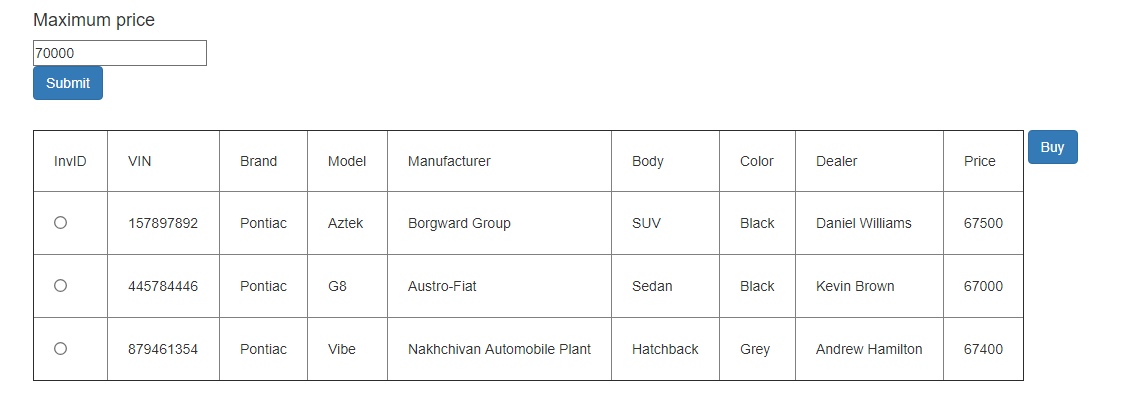 Maximum price
70000
Submit
InvID VIN Brand Model Manufacturer Body Color Dealer Price Buy
157897892 Pontiac Aztek Borgward Group SUV Black Daniel Williams 67500
445784446 Pontiac G8 Austro-Fiat Sedan Black Kevin Brown 67000
879461354 Pontiac Vibe Nakhchivan Automobile Plant Hatchback Grey Andrew Hamilton 67400